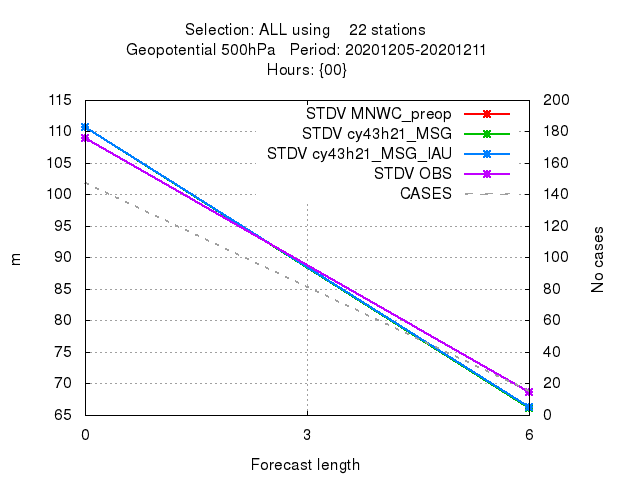 Selection: ALL using 22 stations
Geopotential 500hPa Period: 20201205-20201211
Hours: {00}
115 200
STDV MNWC_preop
110 180
STDV cy43h21_MSG
105 160
STDV cy43h21_MSG_IAU
STDV OBS
100 140
CASES
95 120
90 100
m
No cases
85 80
80 60
75 40
70 20
65 0
0 3 6
Forecast length